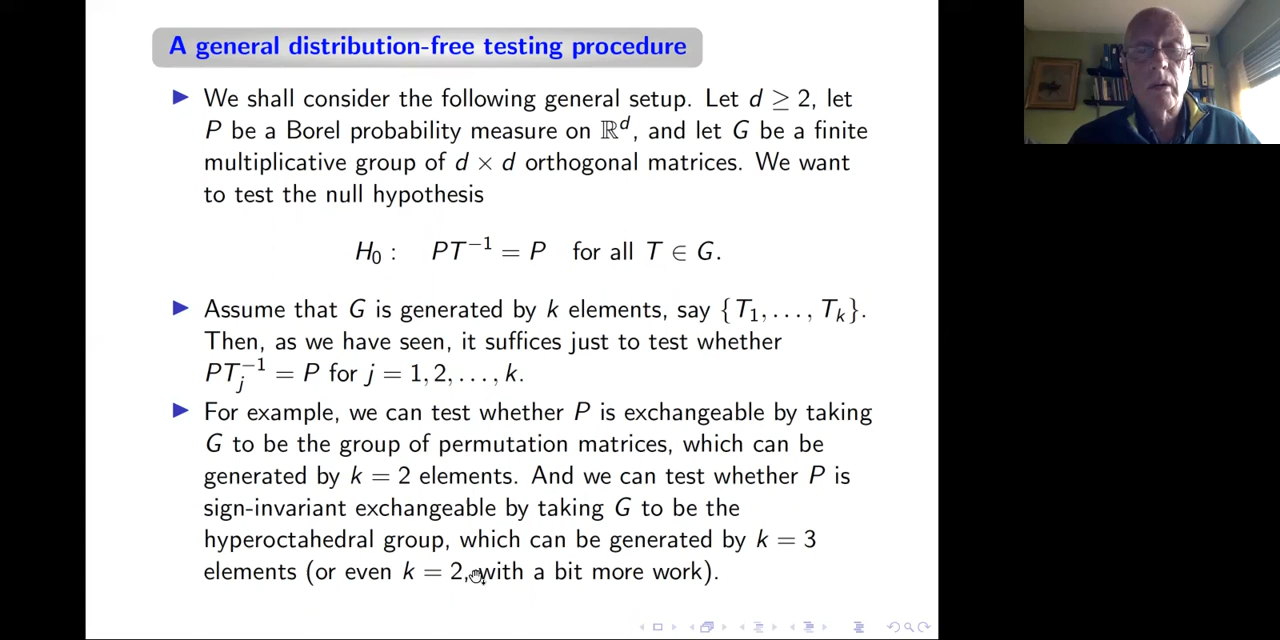 A general distribution-free testing procedure
▶ We shall consider the following general setup. Let d ≥ 2, let
P be a Borel probability measure on ℝᵈ, and let G be a finite
multiplicative group of d × d orthogonal matrices. We want
to test the null hypothesis
H₀ : PT⁻¹ = P for all T ∈ G.
▶ Assume that G is generated by k elements, say {T₁, . . . , Tₖ}.
Then, as we have seen, it suffices just to test whether
PTⱼ⁻¹ = P for j = 1, 2, . . . , k.
▶ For example, we can test whether P is exchangeable by taking
G to be the group of permutation matrices, which can be
generated by k = 2 elements. And we can test whether P is
sign-invariant exchangeable by taking G to be the
hyperoctahedral group, which can be generated by k = 3
elements (or even k = 2, with a bit more work).